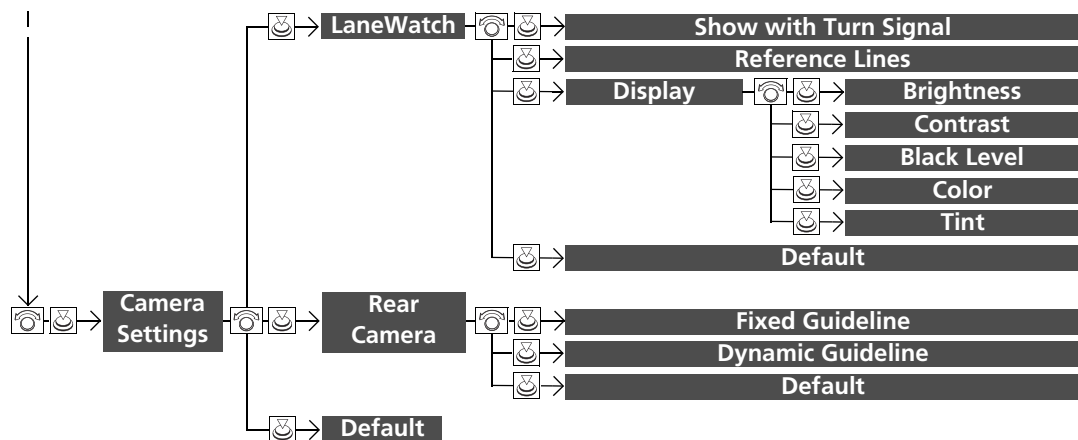 LaneWatch
Show with Turn Signal
Reference Lines
Display
Brightness
Contrast
Black Level
Color
Tint
Default
Camera
Settings
Rear
Camera
Fixed Guideline
Dynamic Guideline
Default
Default